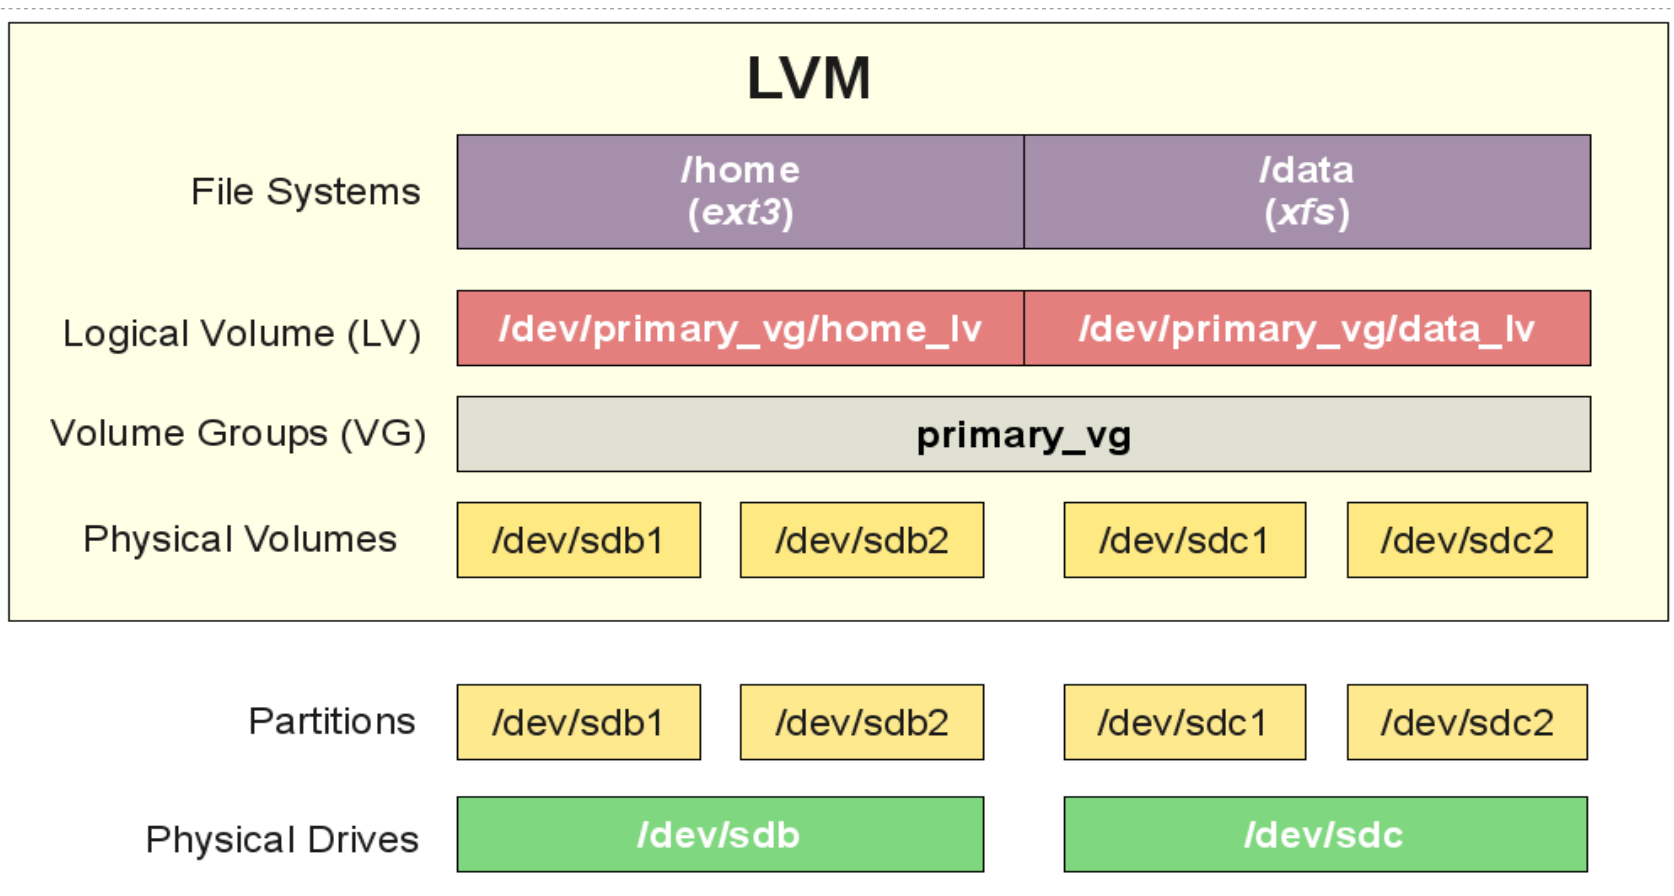 LVM
File Systems
/home
(ext3)
/data
(xfs)
Logical Volume (LV)
/dev/primary_vg/home_lv
/dev/primary_vg/data_lv
Volume Groups (VG)
primary_vg
Physical Volumes
/dev/sdb1
/dev/sdb2
/dev/sdc1
/dev/sdc2
Partitions
/dev/sdb1
/dev/sdb2
/dev/sdc1
/dev/sdc2
Physical Drives
/dev/sdb
/dev/sdc